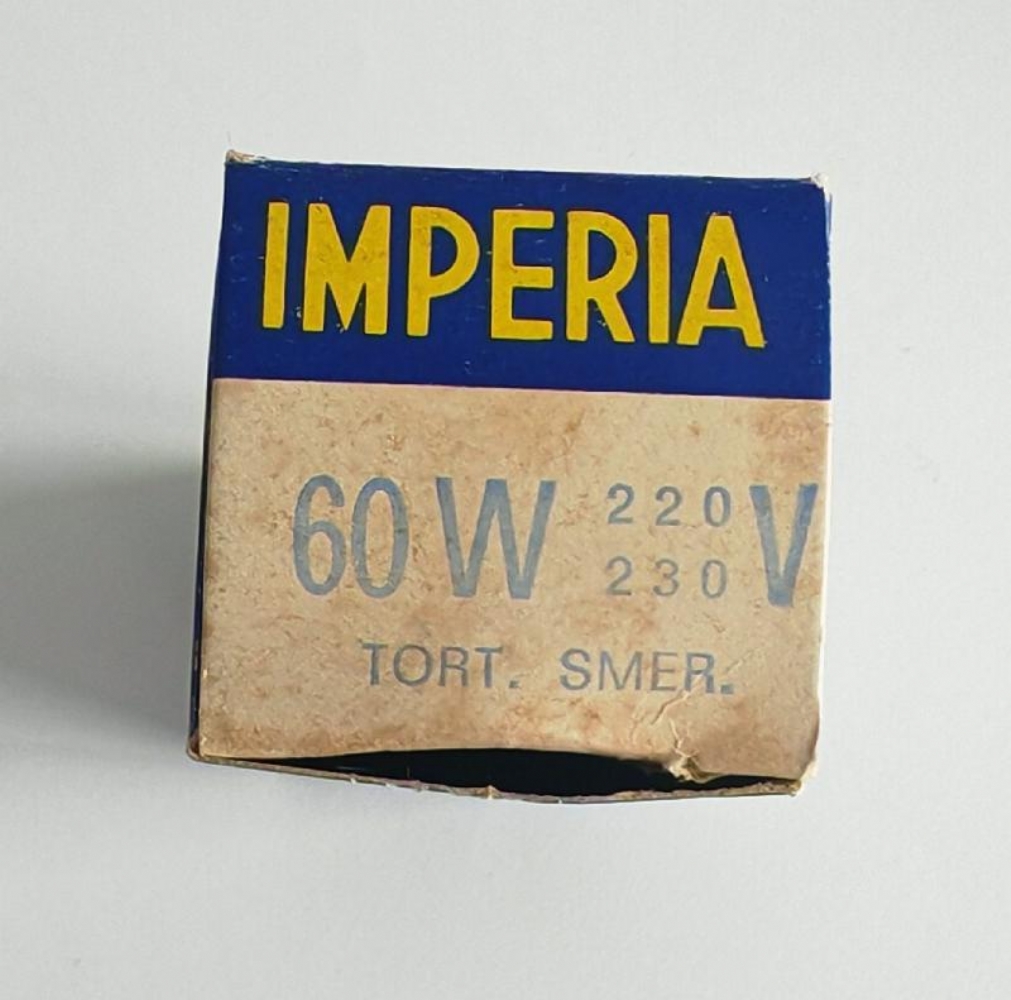 IMPERIA
60 W 220 V
230
TORT. SMER.